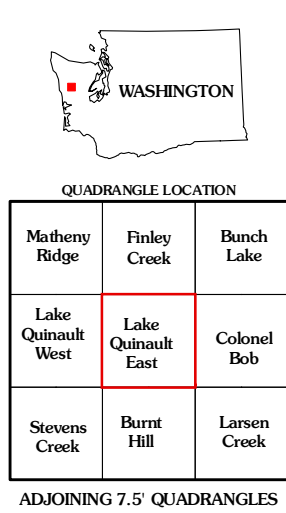 WASHINGTON
QUADRANGLE LOCATION
Matheny
Ridge
Finley
Creek
Bunch
Lake
Lake
Quinault
West
Lake
Quinault
East
Colonel
Bob
Stevens
Creek
Burnt
Hill
Larsen
Creek
ADJOINING 7.5' QUADRANGLES